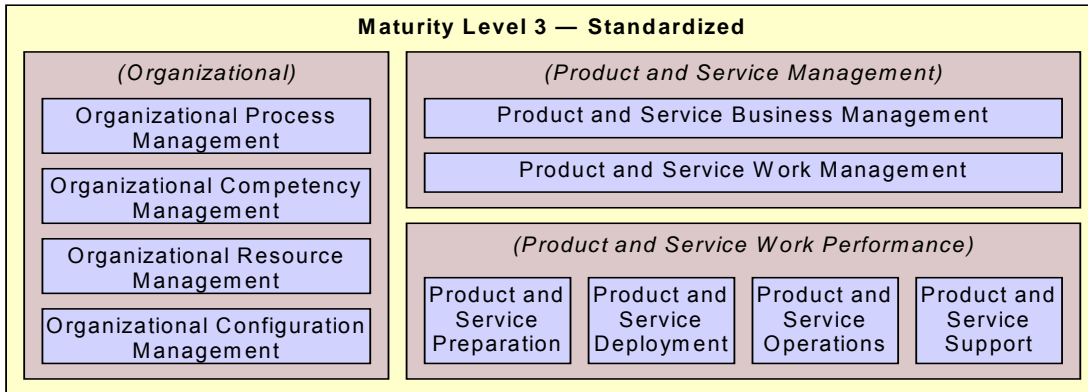 Maturity Level 3 — Standardized
(Organizational)
Organizational Process
Management
Organizational Competency
Management
Organizational Resource
Management
Organizational Configuration
Management
(Product and Service Management)
Product and Service Business Management
Product and Service Work Management
(Product and Service Work Performance)
Product and
Service
Preparation
Product and
Service
Deployment
Product and
Service
Operations
Product and
Service
Support